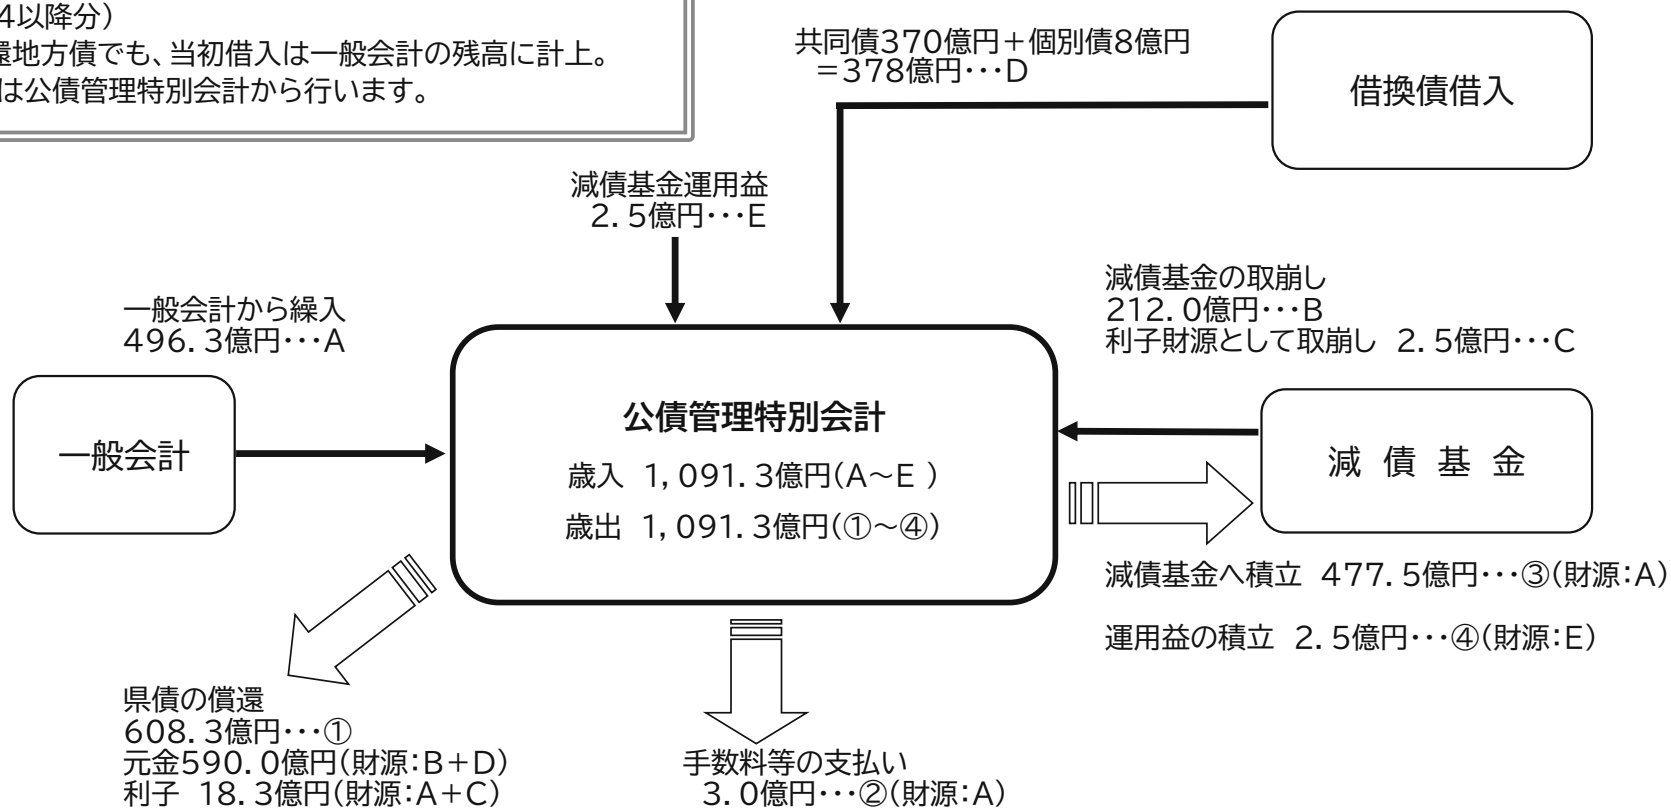 4以降分）
還地方債でも、当初借入は一般会計の残高に計上。
は公債管理特別会計から行います。
共同債370億円＋個別債8億円
＝378億円･･･D
借換債借入
減債基金運用益
2．5億円･･･E
減債基金の取崩し
212．0億円･･･B
利子財源として取崩し 2．5億円･･･C
一般会計から繰入
496．3億円･･･A
一般会計
公債管理特別会計
歳入 1，091．3億円（A～E ）
歳出 1，091．3億円（①～④）
減 債 基 金
減債基金へ積立 477．5億円･･･③（財源：A）
運用益の積立 2．5億円･･･④（財源：E）
県債の償還
608．3億円･･･①
元金590．0億円（財源：B＋D）
利子 18．3億円（財源：A＋C）
手数料等の支払い
3．0億円･･･②（財源：A）